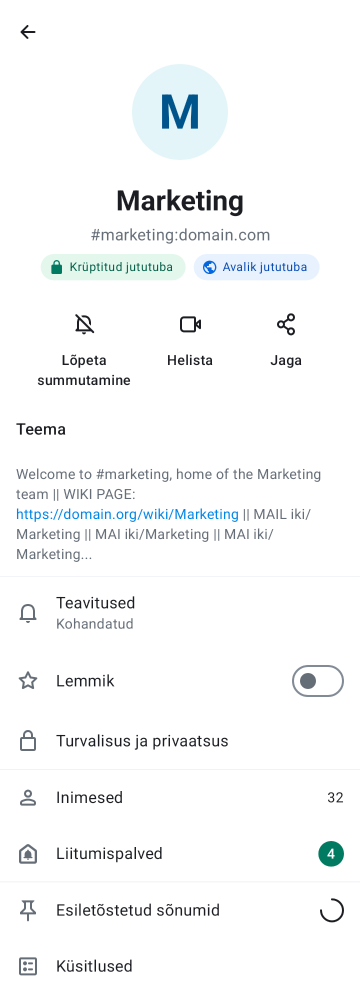 M
Marketing
#marketing:domain.com
Krüptitud jututuba
Avalik jututuba
Lõpeta
summutamine
Helista
Jaga
Teema
Welcome to #marketing, home of the Marketing
team || WIKI PAGE:
https://domain.org/wiki/Marketing || MAIL iki/
Marketing || MAI iki/Marketing || MAI iki/
Marketing...
Teavitused
Kohandatud
Lemmik
Turvalisus ja privaatsus
Inimesed 32
Liitumispalved 4
Esiletõstetud sõnumid
Küsitlused